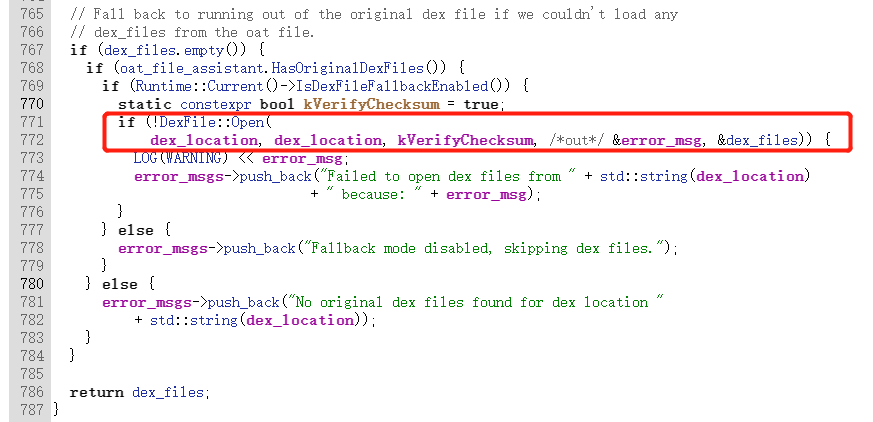 765 // Fall back to running out of the original dex file if we couldn't load any
766 // dex_files from the oat file.
767 if (dex_files.empty()) {
768 if (oat_file_assistant.HasOriginalDexFiles()) {
769 if (Runtime::Current()->IsDexFileFallbackEnabled()) {
770 static constexpr bool kVerifyChecksum = true;
771 if (!DexFile::Open(
772 dex_location, dex_location, kVerifyChecksum, /*out*/ &error_msg, &dex_files)) {
773 LOG(WARNING) << error_msg;
774 error_msgs->push_back("Failed to open dex files from " + std::string(dex_location)
775 + " because: " + error_msg);
776 }
777 } else {
778 error_msgs->push_back("Fallback mode disabled, skipping dex files.");
779 }
780 } else {
781 error_msgs->push_back("No original dex files found for dex location "
782 + std::string(dex_location));
783 }
784 }
785
786 return dex_files;
787 }